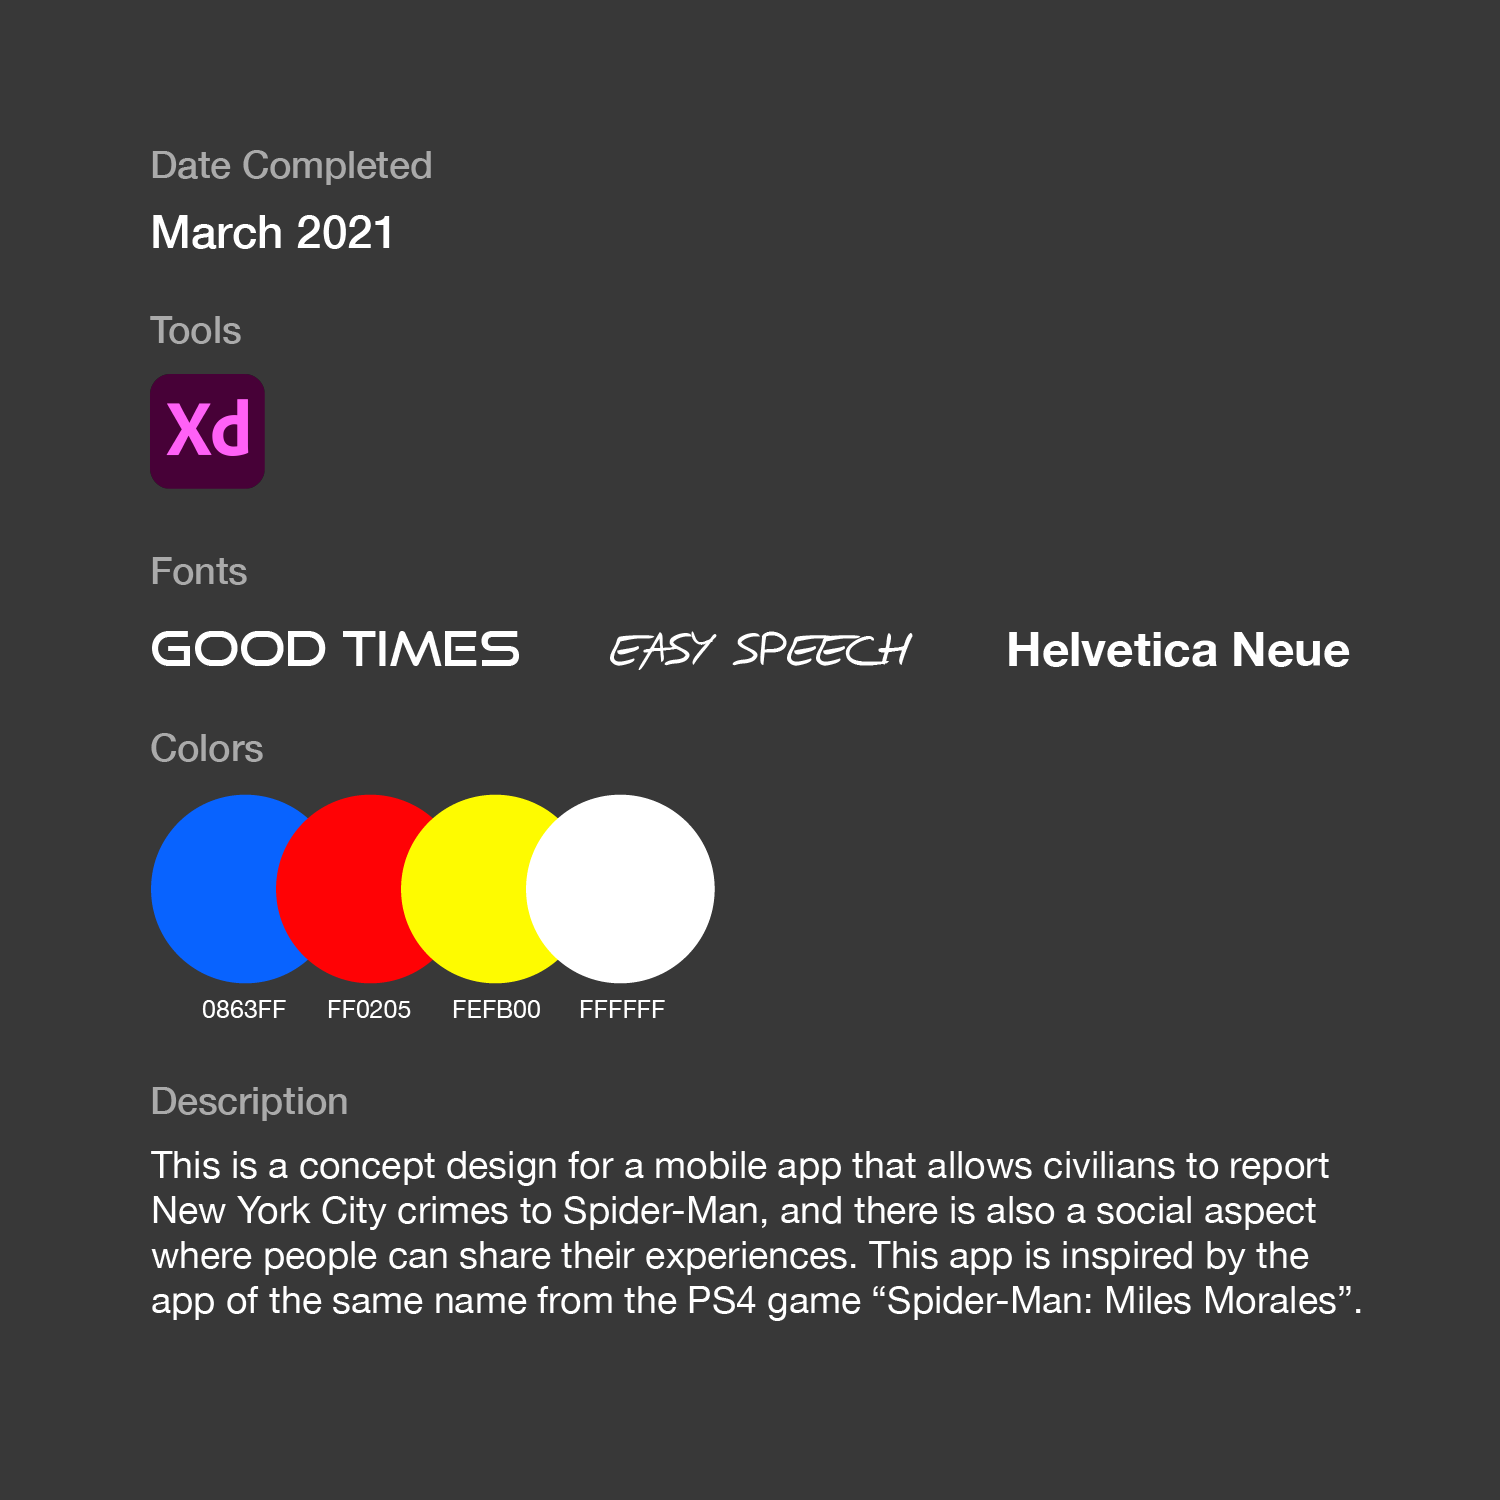 Date Completed
March 2021
Tools
Xd
Fonts
GOOD TIMES EASY SPEECH Helvetica Neue
Colors
0863FF FF0205 FEFB00 FFFFFF
Description
This is a concept design for a mobile app that allows civilians to report
New York City crimes to Spider-Man, and there is also a social aspect
where people can share their experiences. This app is inspired by the
app of the same name from the PS4 game “Spider-Man: Miles Morales”.